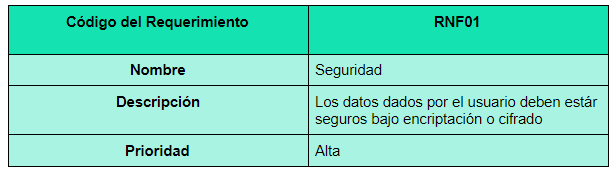 Código del Requerimiento RNF01
Nombre Seguridad
Descripción Los datos dados por el usuario deben estár
seguros bajo encriptación o cifrado
Prioridad Alta